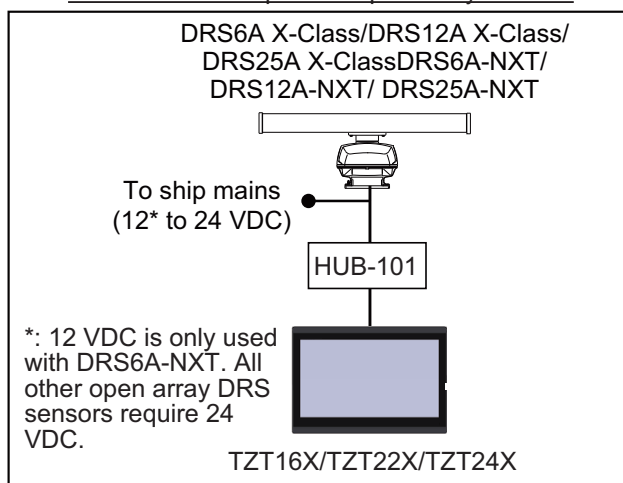 DRS6A X-Class/DRS12A X-Class/
DRS25A X-ClassDRS6A-NXT/
DRS12A-NXT/ DRS25A-NXT
To ship mains
(12* to 24 VDC)
HUB-101
*: 12 VDC is only used
with DRS6A-NXT. All
other open array DRS
sensors require 24
VDC.
TZT16X/TZT22X/TZT24X